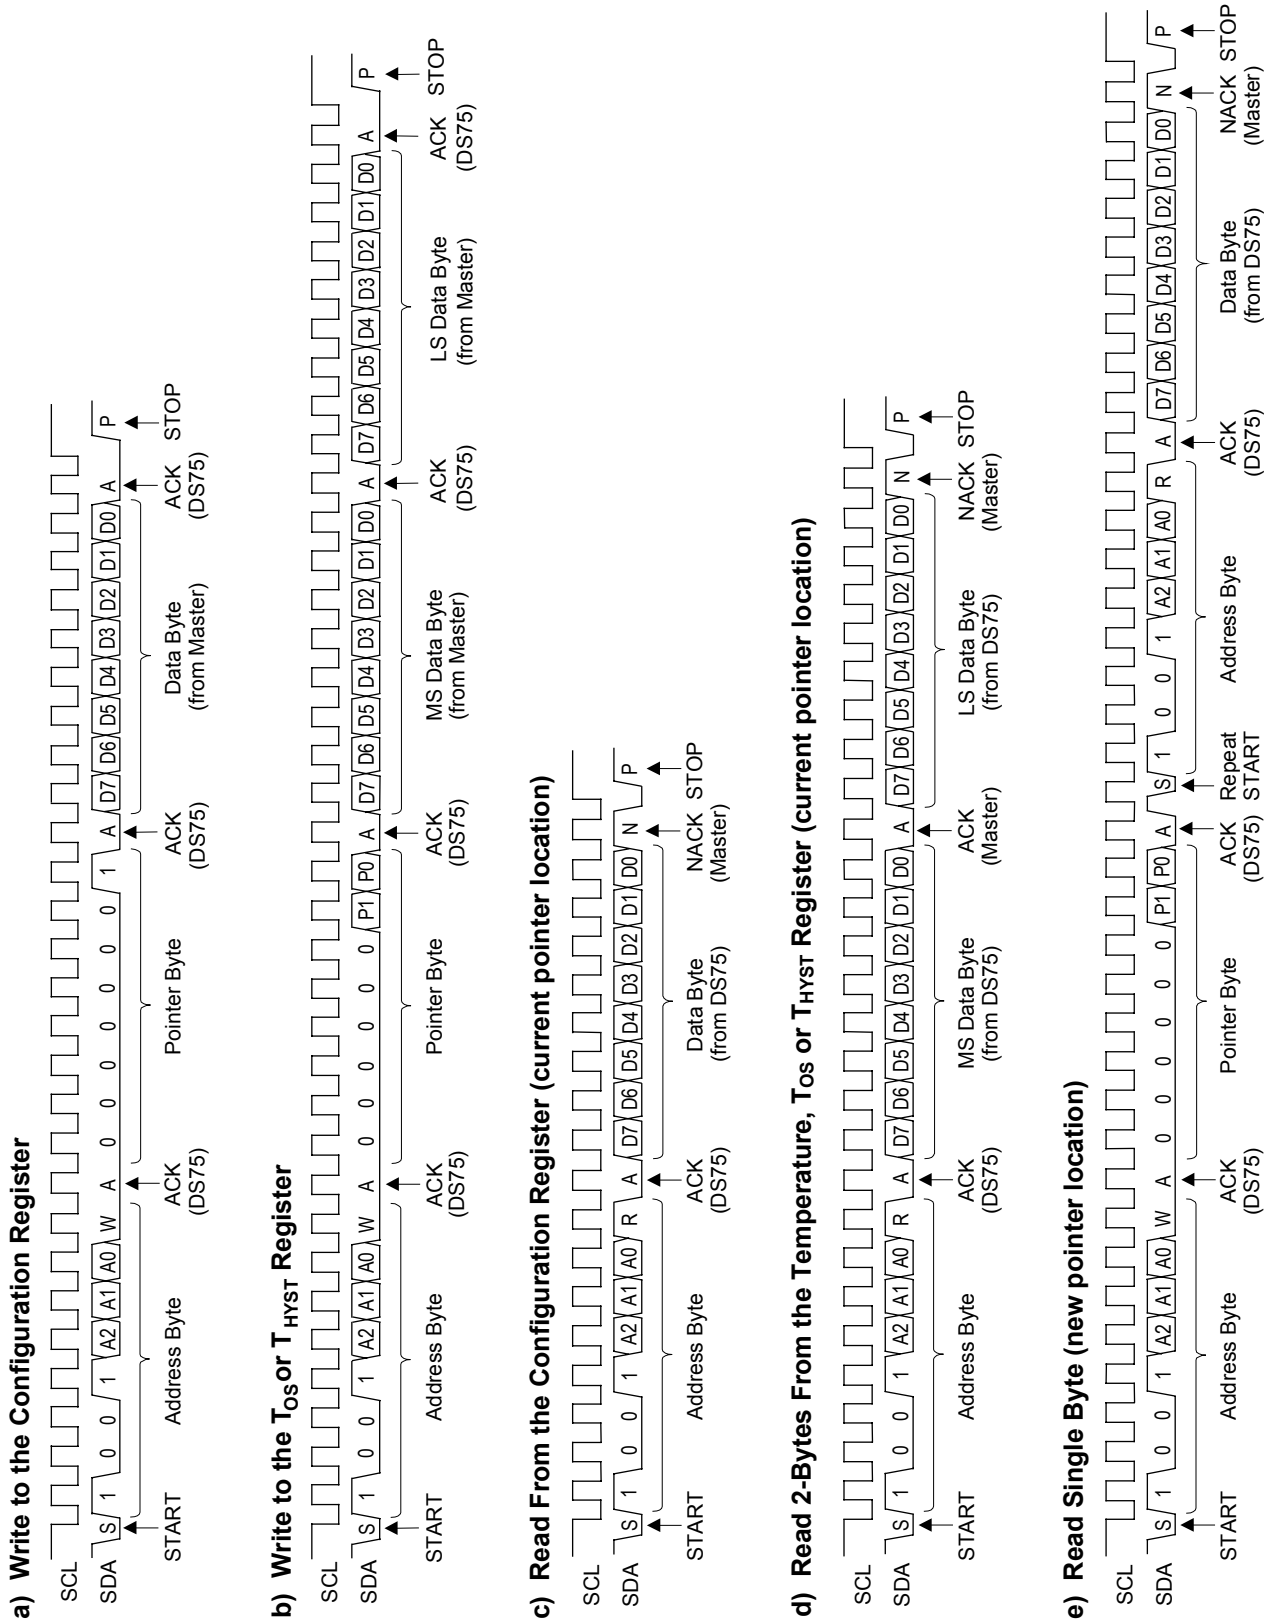 a) Write to the Configuration Register
SCL
SDA
S 1 0 0 1 A2 A1 A0 W A 0 0 0 0 0 0 0 1 A D7 D6 D5 D4 D3 D2 D1 D0 A P
START
Address Byte
ACK
(DS75)
Pointer Byte
ACK
(DS75)
Data Byte
(from Master)
ACK
(DS75)
STOP
b) Write to the TOS or THYST Register
SCL
SDA
S 1 0 0 1 A2 A1 A0 W A 0 0 0 0 0 0 P1 P0 A D7 D6 D5 D4 D3 D2 D1 D0 A D7 D6 D5 D4 D3 D2 D1 D0 A P
START
Address Byte
ACK
(DS75)
Pointer Byte
ACK
(DS75)
MS Data Byte
(from Master)
ACK
(DS75)
LS Data Byte
(from Master)
ACK
(DS75)
STOP
c) Read From the Configuration Register (current pointer location)
SCL
SDA
S 1 0 0 1 A2 A1 A0 R A D7 D6 D5 D4 D3 D2 D1 D0 N P
START
Address Byte
ACK
(DS75)
Data Byte
(from DS75)
NACK
(Master)
STOP
d) Read 2-Bytes From the Temperature, TOS or THYST Register (current pointer location)
SCL
SDA
S 1 0 0 1 A2 A1 A0 R A D7 D6 D5 D4 D3 D2 D1 D0 A D7 D6 D5 D4 D3 D2 D1 D0 N P
START
Address Byte
ACK
(DS75)
MS Data Byte
(from DS75)
ACK
(Master)
LS Data Byte
(from DS75)
NACK
(Master)
STOP
e) Read Single Byte (new pointer location)
SCL
SDA
S 1 0 0 1 A2 A1 A0 W A 0 0 0 0 0 0 P1 P0 A S 1 0 0 1 A2 A1 A0 R A D7 D6 D5 D4 D3 D2 D1 D0 N P
START
Address Byte
ACK
(DS75)
Pointer Byte
ACK
(DS75)
Repeat
START
Address Byte
ACK
(DS75)
Data Byte
(from DS75)
NACK
(Master)
STOP